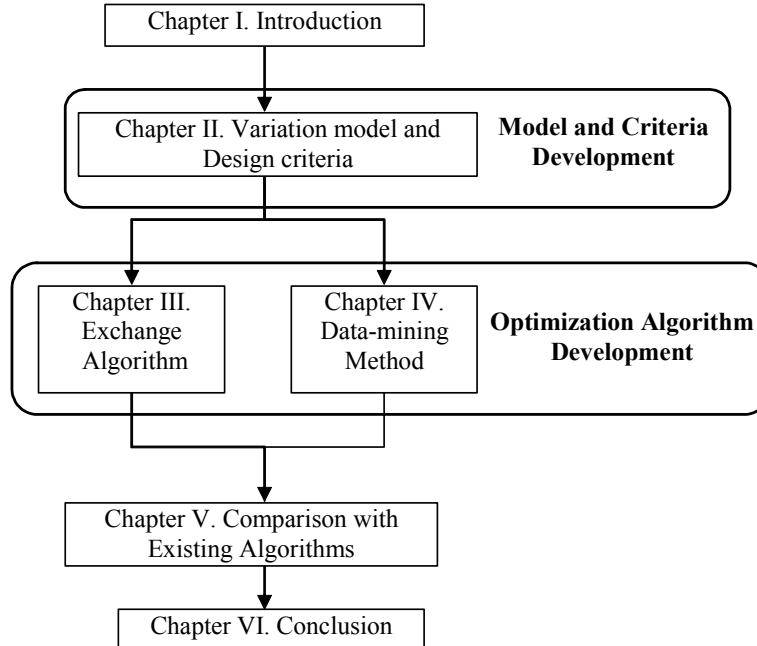 Chapter I. Introduction
Chapter II. Variation model and
Design criteria
Model and Criteria
Development
Chapter III.
Exchange
Algorithm
Chapter IV.
Data-mining
Method
Optimization Algorithm
Development
Chapter V. Comparison with
Existing Algorithms
Chapter VI. Conclusion